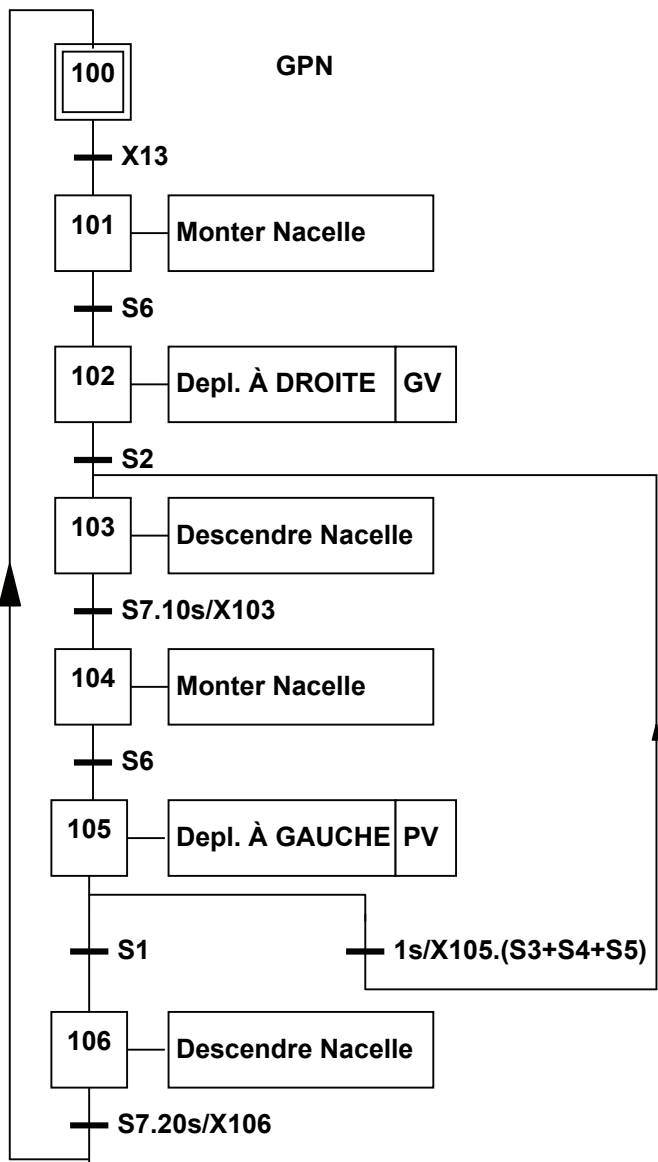 GPN
100
X13
101 Monter Nacelle
S6
102 Depl. À DROITE GV
S2
103 Descendre Nacelle
S7.10s/X103
104 Monter Nacelle
S6
105 Depl. À GAUCHE PV
S1 1s/X105.(S3+S4+S5)
106 Descendre Nacelle
S7.20s/X106